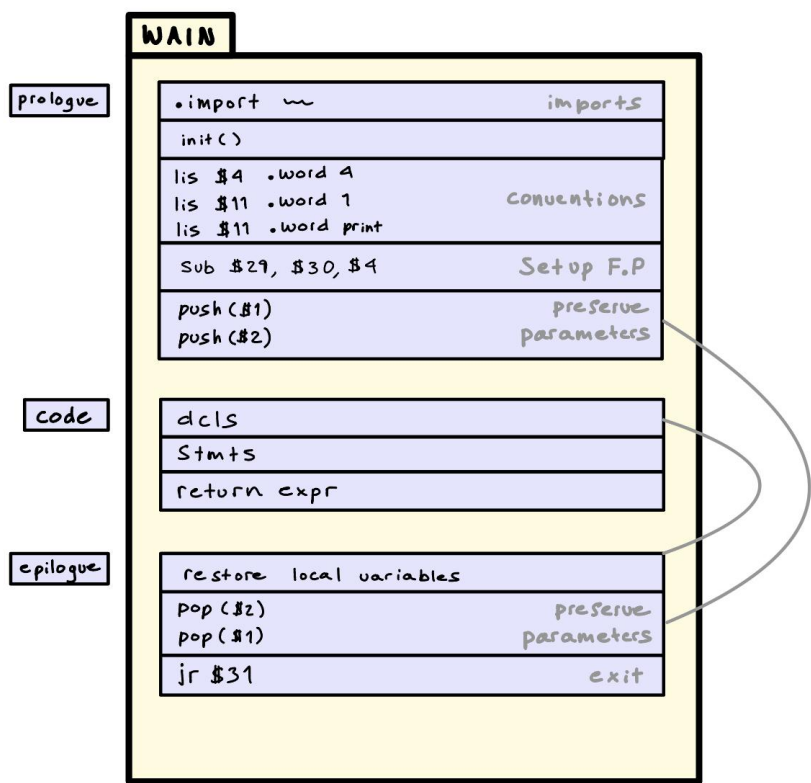 WAIN
prologue
.import imports
init()
lis $4 .word 4
lis $11 .word 1
conventions
lis $11 .word print
Sub $29, $30, $4 Setup F.P
push($1) preserve
push($2) parameters
code
dcls
Stmts
return expr
epilogue
restore local variables
pop($2) preserve
pop($1) parameters
jr $31 exit